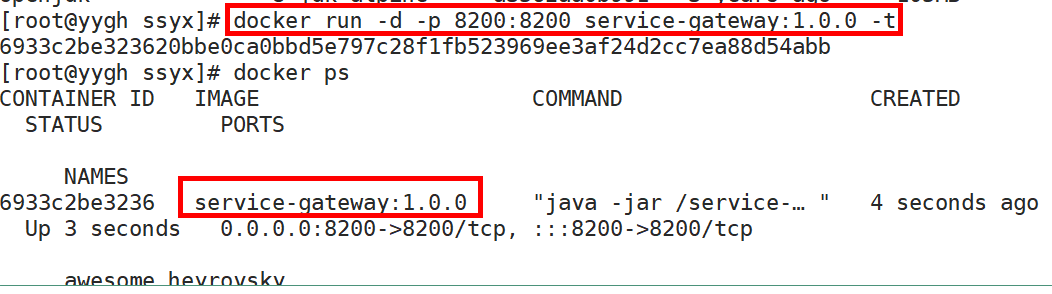 [root@yygh ssyx]# docker run -d -p 8200:8200 service-gateway:1.0.0 -t
6933c2be323620bbe0ca0bbd5e797c28f1fb523969ee3af24d2cc7ea88d54abb
[root@yygh ssyx]# docker ps
CONTAINER ID   IMAGE                     COMMAND                   CREATED
  STATUS          PORTS
     NAMES
6933c2be3236   service-gateway:1.0.0     "java -jar /service-… "   4 seconds ago
  Up 3 seconds   0.0.0.0:8200->8200/tcp, :::8200->8200/tcp
     awesome_heyrovsky